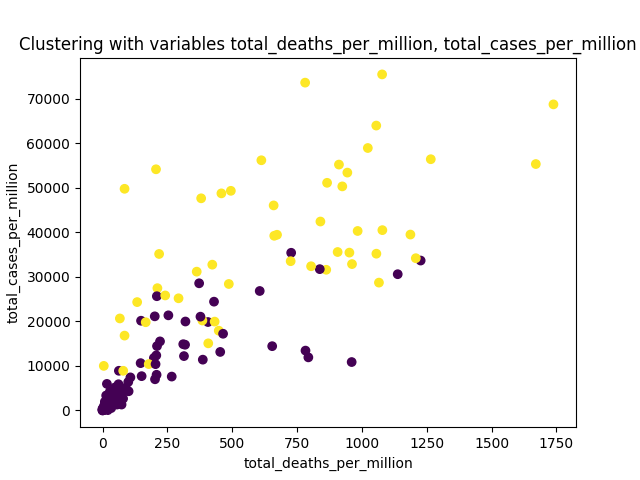 Clustering with variables total_deaths_per_million, total_cases_per_million
70000
60000
50000
40000
30000
20000
10000
0
total_cases_per_million
0 250 500 750 1000 1250 1500 1750
total_deaths_per_million